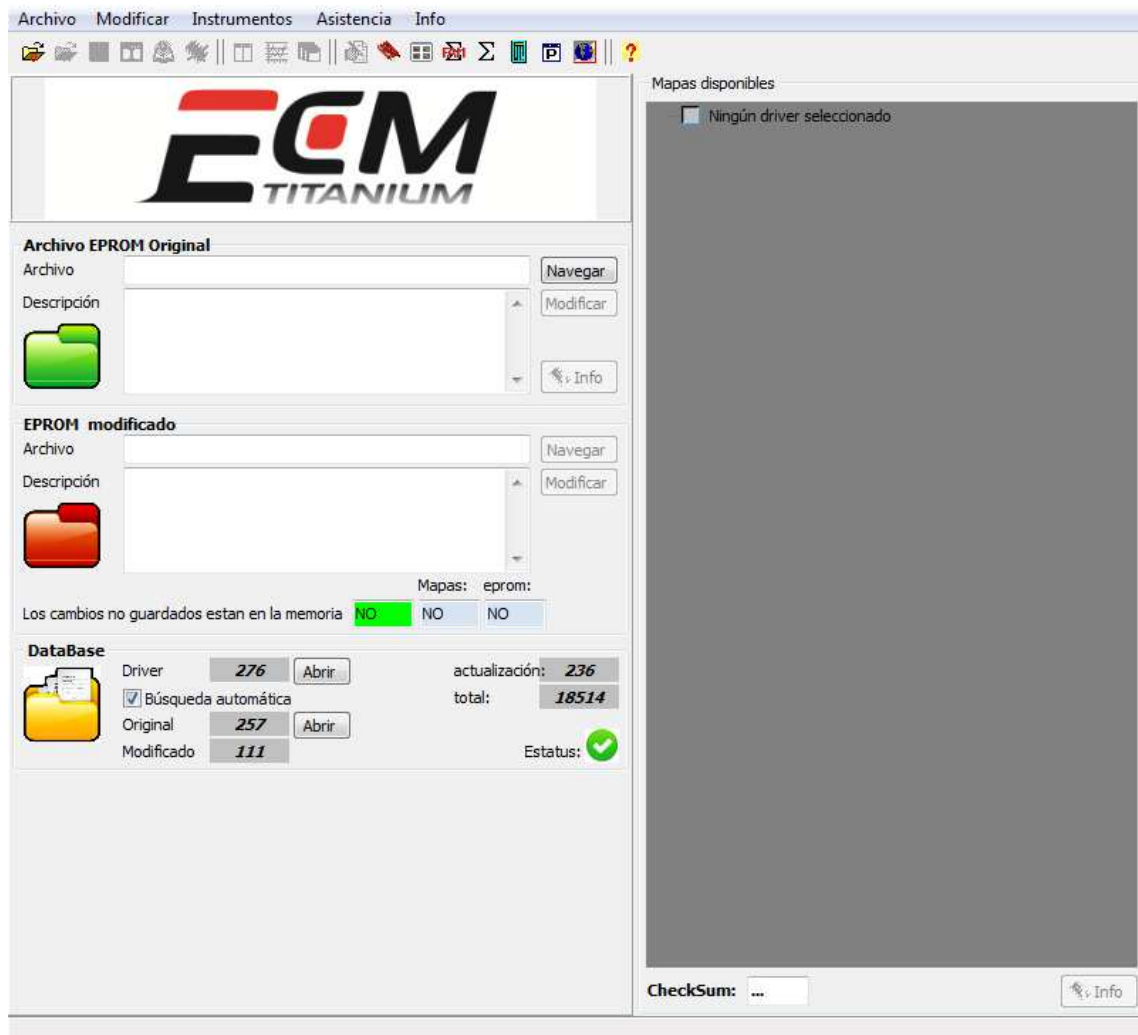 Archivo Modificar Instrumentos Asistencia Info
Σ P ?
ECM
TITANIUM
Archivo EPROM Original
Archivo Navegar
Descripción Modificar
Info
EPROM modificado
Archivo Navegar
Descripción Modificar
Mapas: eprom:
Los cambios no guardados estan en la memoria NO NO NO
DataBase
Driver 276 Abrir actualización: 236
Búsqueda automática total: 18514
Original 257 Abrir
Modificado 111 Estatus:
Mapas disponibles
Ningún driver seleccionado
CheckSum: ... Info